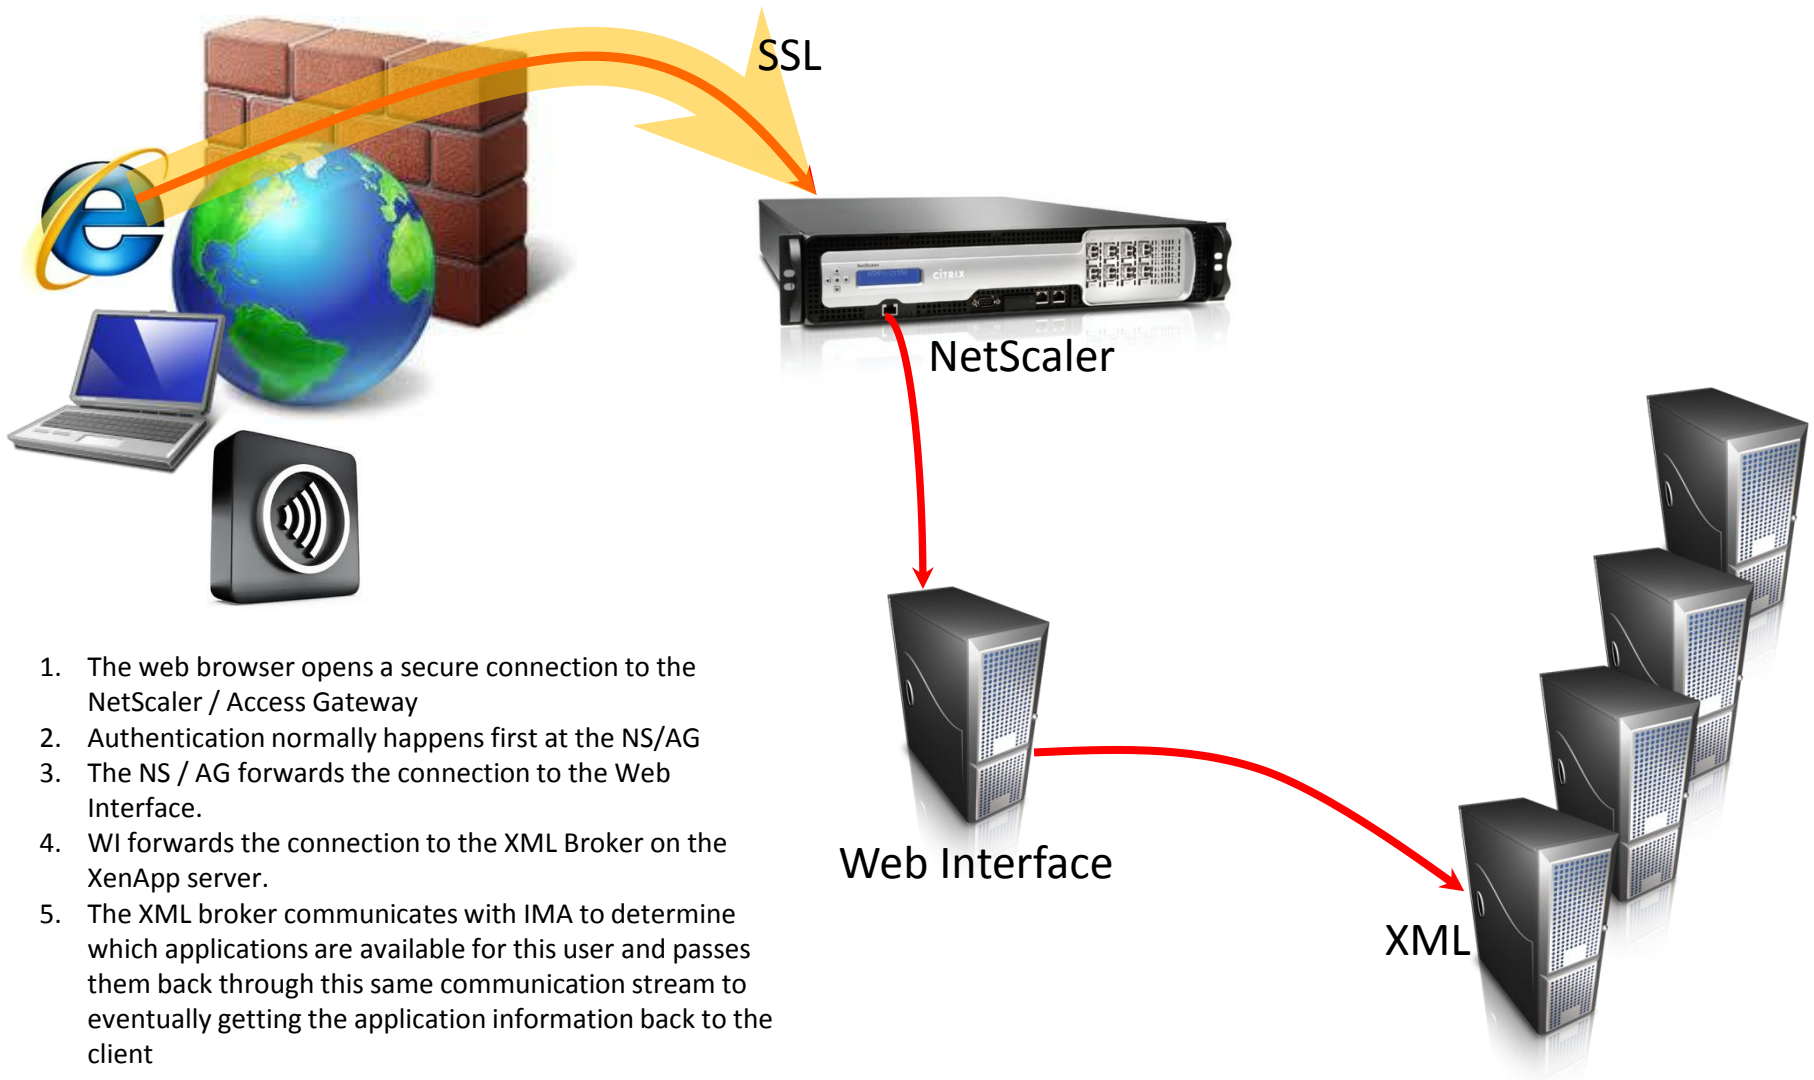 SSL
NetScaler
CITRIX
NetScaler
1. The web browser opens a secure connection to the
NetScaler / Access Gateway
2. Authentication normally happens first at the NS/AG
3. The NS / AG forwards the connection to the Web
Interface.
4. WI forwards the connection to the XML Broker on the
XenApp server.
5. The XML broker communicates with IMA to determine
which applications are available for this user and passes
them back through this same communication stream to
eventually getting the application information back to the
client
Web Interface
XML